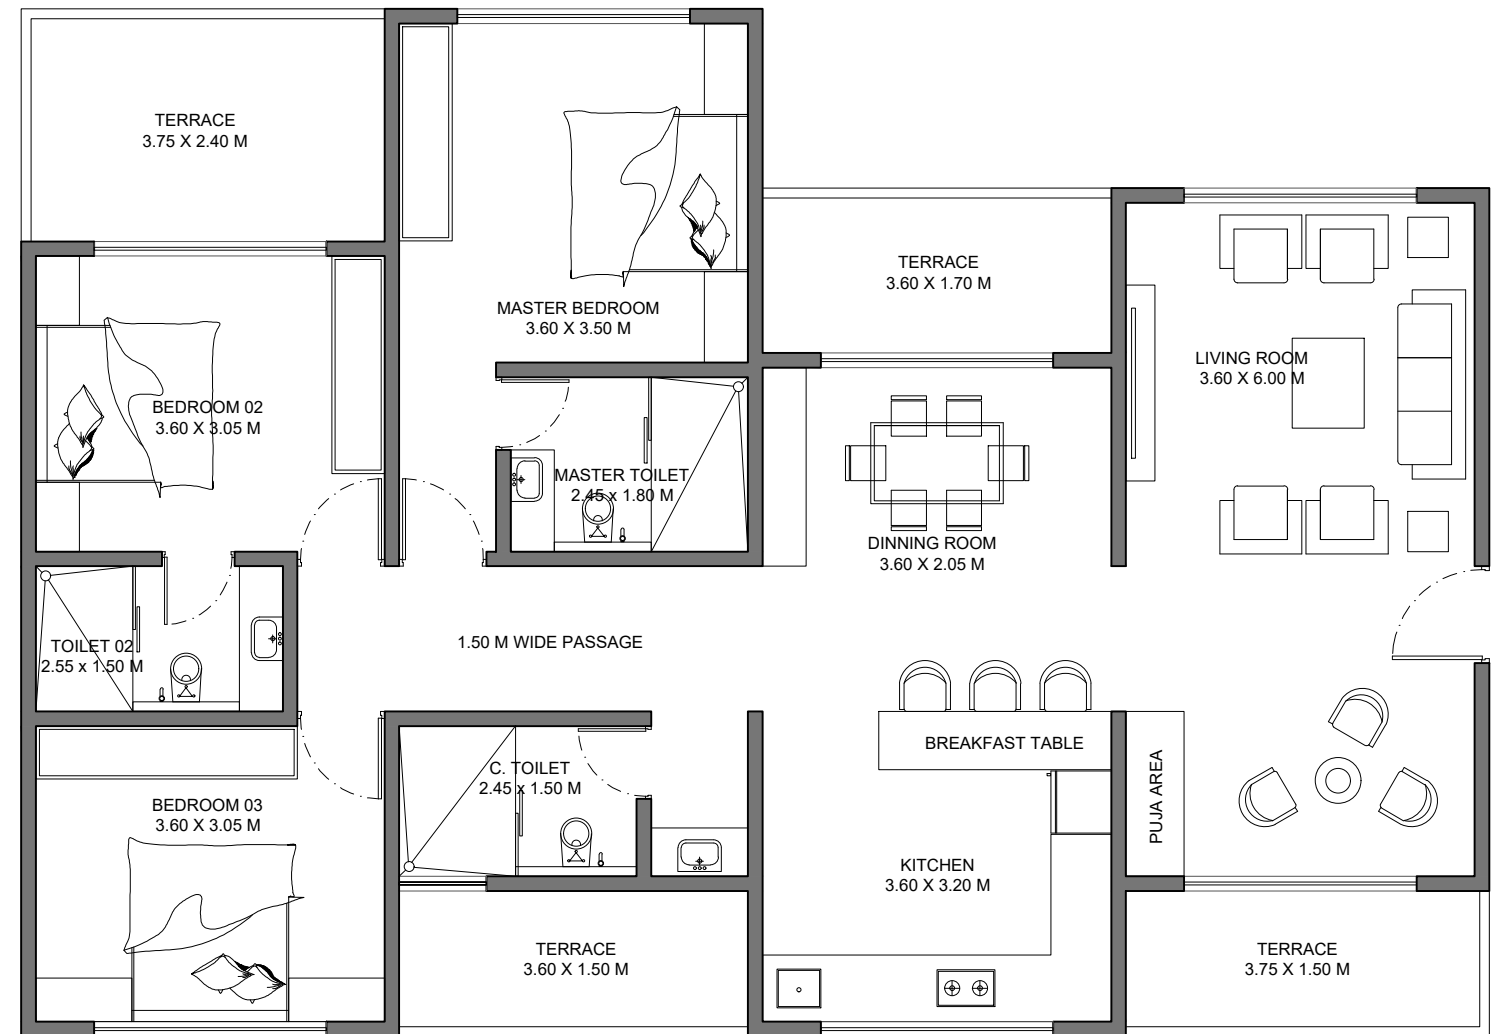 TERRACE
3.75 X 2.40 M
MASTER BEDROOM
3.60 X 3.50 M
TERRACE
3.60 X 1.70 M
LIVING ROOM
3.60 X 6.00 M
BEDROOM 02
3.60 X 3.05 M
MASTER TOILET
2.45 x 1.80 M
DINNING ROOM
3.60 X 2.05 M
TOILET 02
2.55 x 1.50 M
1.50 M WIDE PASSAGE
BREAKFAST TABLE
PUJA AREA
C. TOILET
2.45 x 1.50 M
BEDROOM 03
3.60 X 3.05 M
KITCHEN
3.60 X 3.20 M
TERRACE
3.60 X 1.50 M
TERRACE
3.75 X 1.50 M